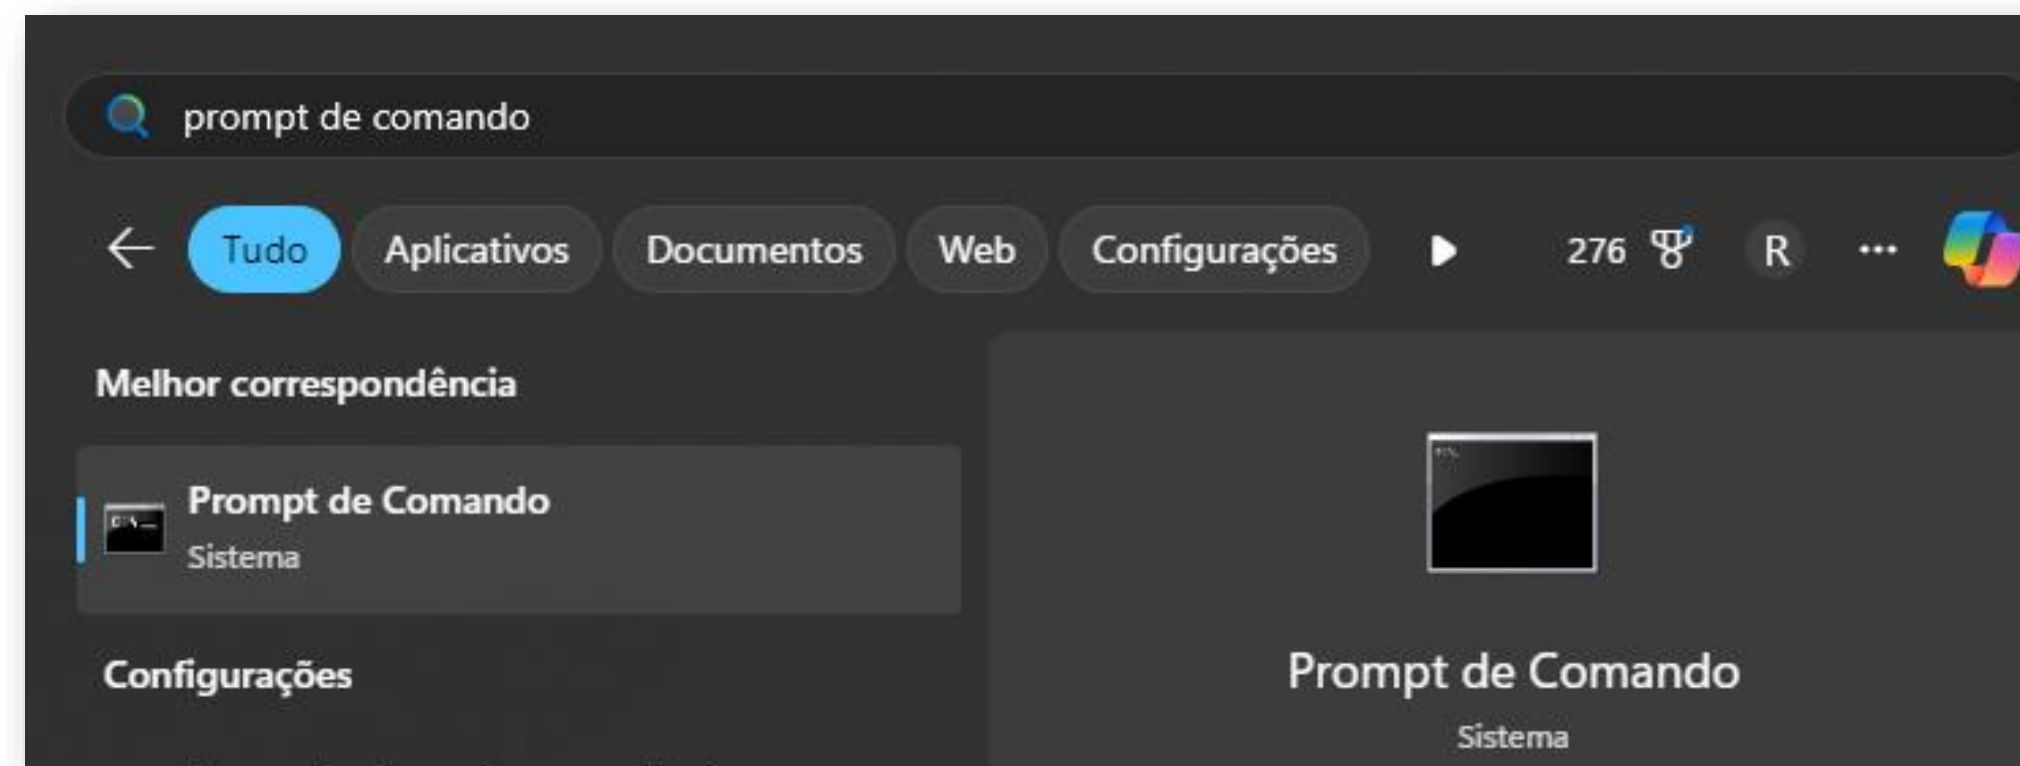 prompt de comando
Tudo Aplicativos Documentos Web Configurações 276 R ...
Melhor correspondência
Prompt de Comando
Sistema
Configurações
Prompt de Comando
Sistema